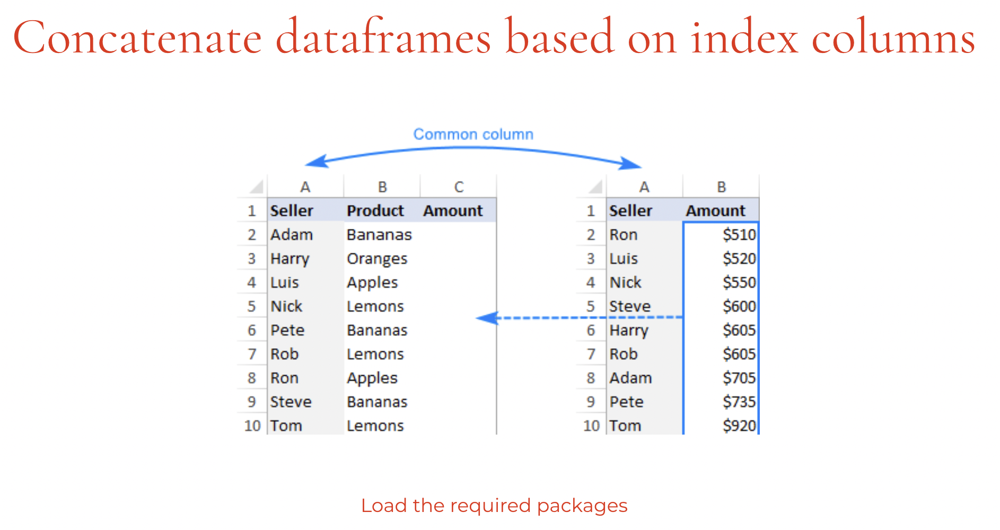 Concatenate dataframes based on index columns
Common column
A B C
1 Seller Product Amount
2 Adam Bananas
3 Harry Oranges
4 Luis Apples
5 Nick Lemons
6 Pete Bananas
7 Rob Lemons
8 Ron Apples
9 Steve Bananas
10 Tom Lemons
A B
1 Seller Amount
2 Ron $510
3 Luis $520
4 Nick $550
5 Steve $600
6 Harry $605
7 Rob $605
8 Adam $705
9 Pete $735
10 Tom $920
Load the required packages